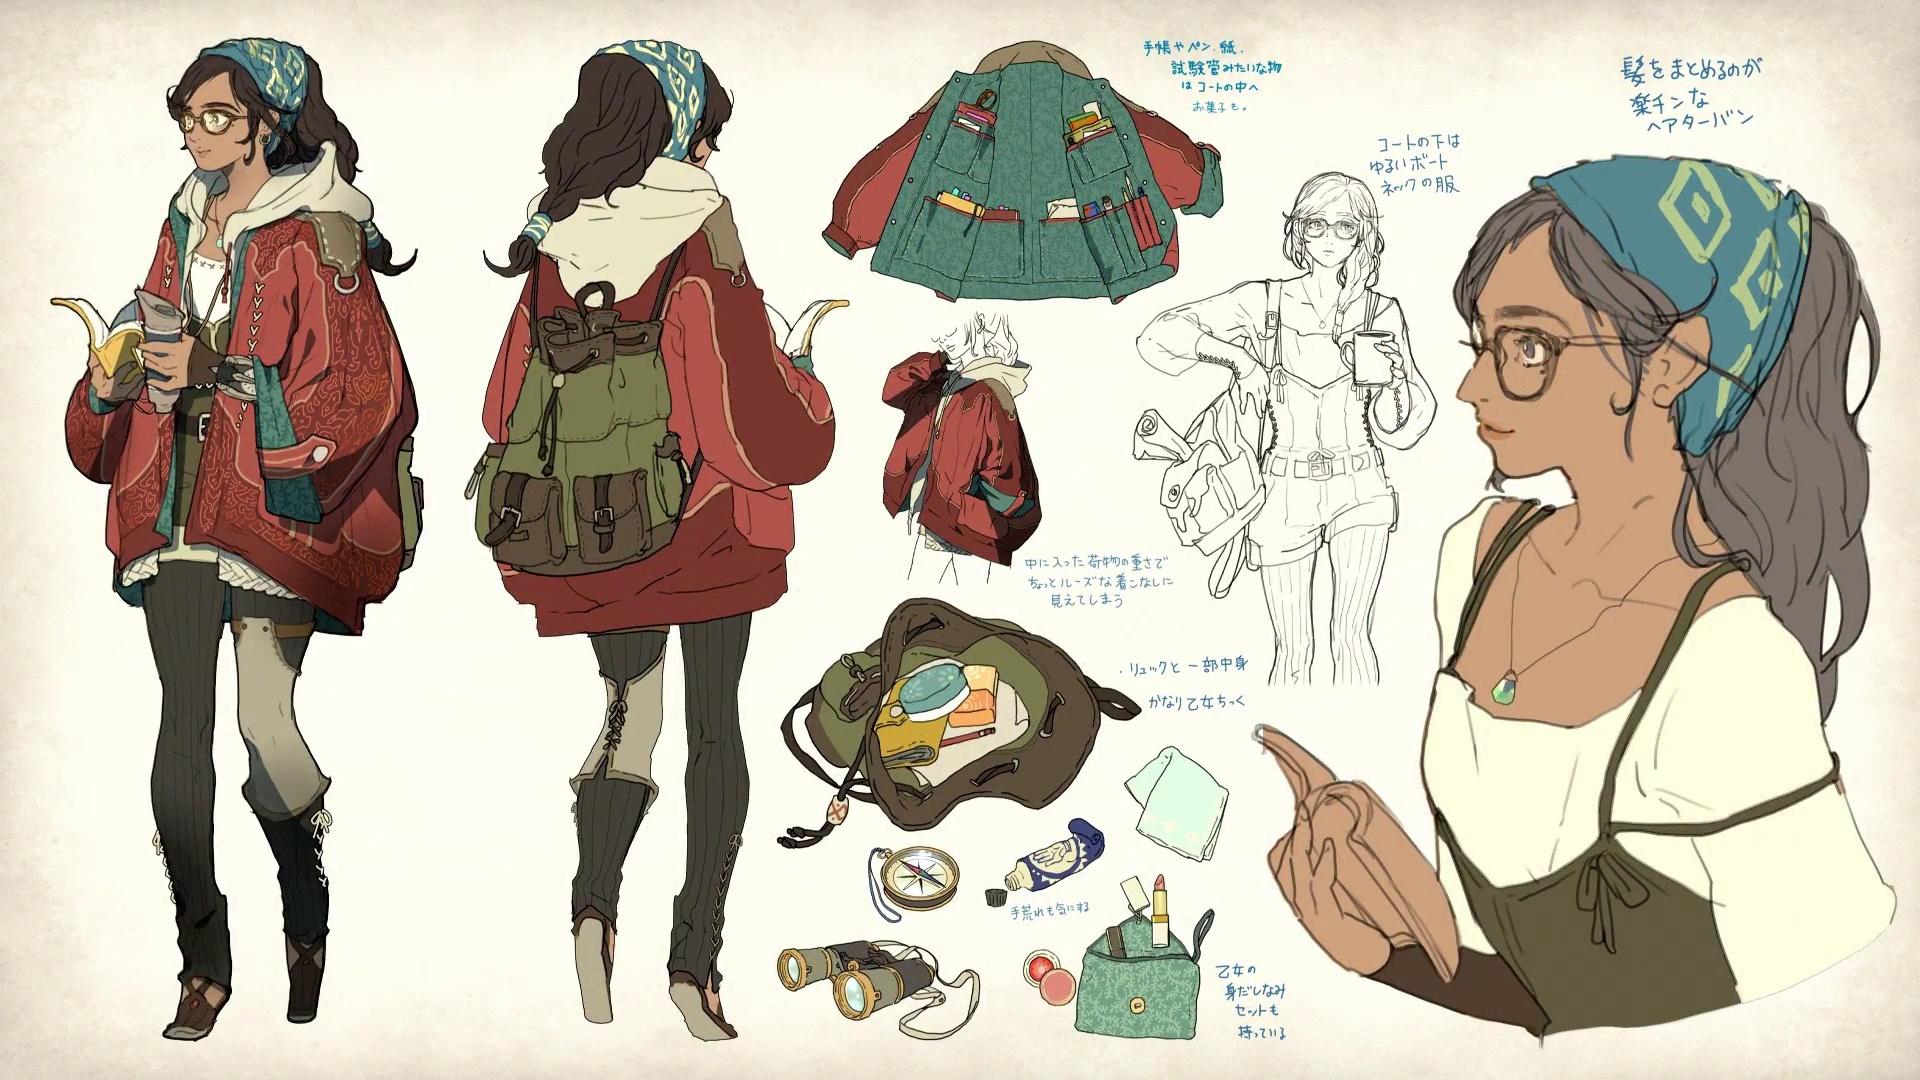 手帳やペン、紙、
試験管みたいな物
はコートの中へ
お菓子も。
髪をまとめるのが
楽チンな
ヘアターバン
コートの下は
ゆるいボート
ネックの服
中に入った荷物の重さで
ちょっとルーズな着こなしに
見えてしまう
・リュックと一部中身
かなり乙女ちっく
手荒れも気にする
乙女の
身だしなみ
セットも
持っている